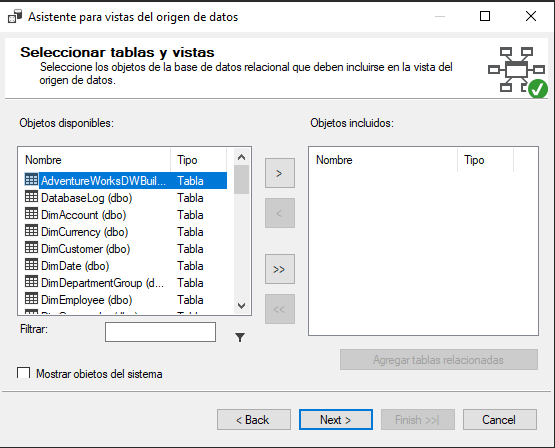 Asistente para vistas del origen de datos
Seleccionar tablas y vistas
Seleccione los objetos de la base de datos relacional que deben incluirse en la vista del
origen de datos.
Objetos disponibles:
Objetos incluidos:
Nombre Tipo
Nombre Tipo
AdventureWorksDWBuil... Tabla
DatabaseLog (dbo) Tabla
DimAccount (dbo) Tabla
DimCurrency (dbo) Tabla
DimCustomer (dbo) Tabla
DimDate (dbo) Tabla
DimDepartmentGroup (d... Tabla
DimEmployee (dbo) Tabla
>
<
>>
<<
Filtrar:
Agregar tablas relacionadas
Mostrar objetos del sistema
< Back
Next >
Finish >>|
Cancel